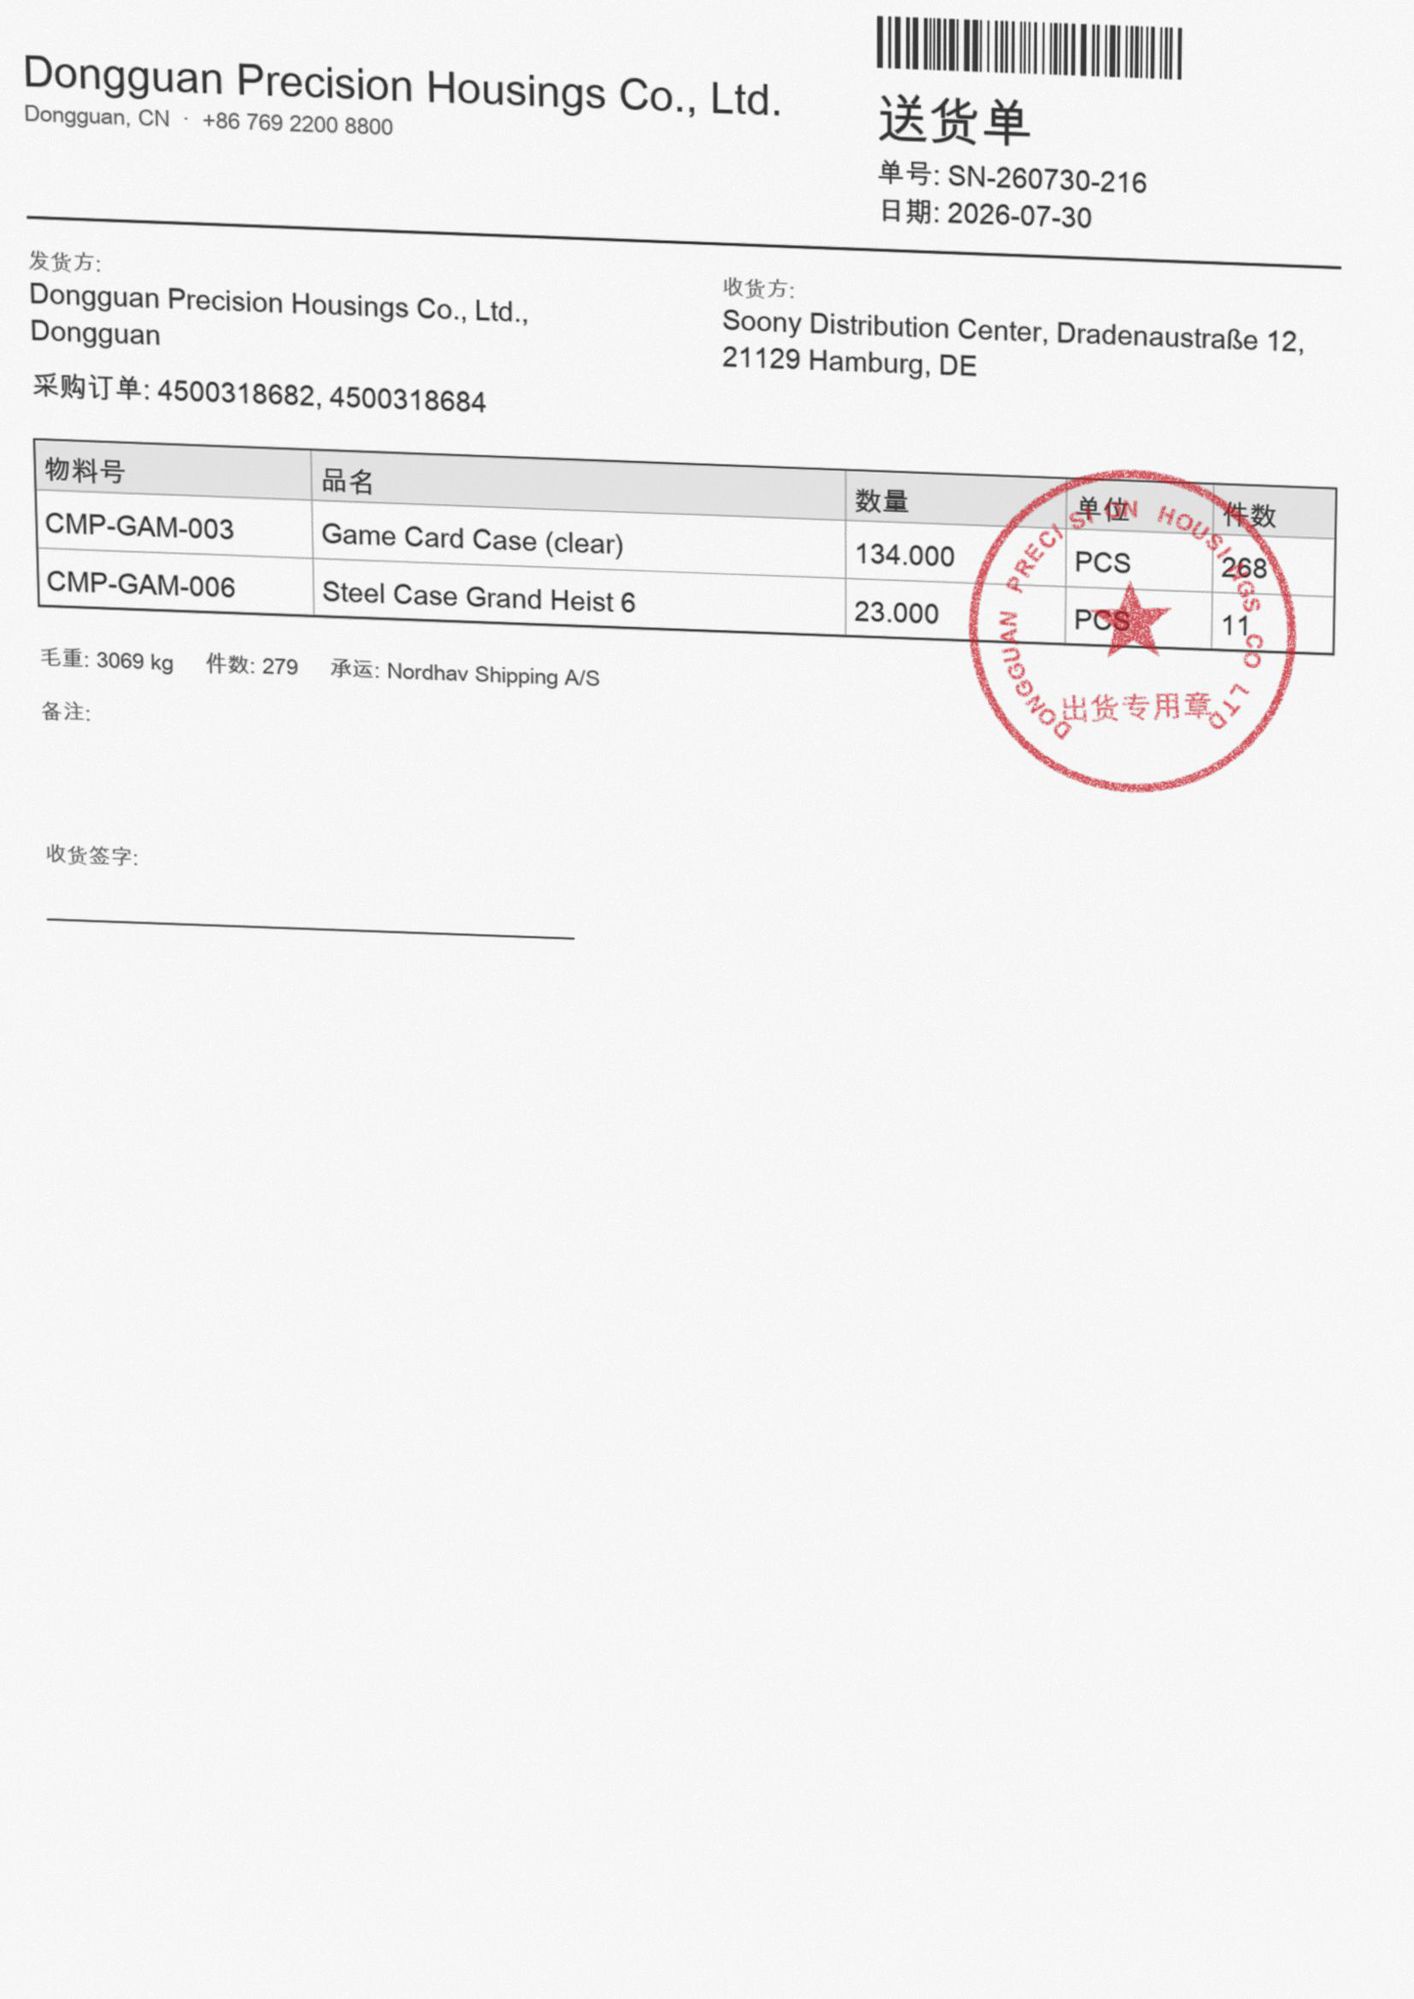 Dongguan Precision Housings Co., Ltd.
Dongguan, CN · +86 769 2200 8800
送货单
单号: SN-260730-216
日期: 2026-07-30
发货方:
Dongguan Precision Housings Co., Ltd.,
Dongguan
收货方:
Soony Distribution Center, Dradenaustraße 12,
21129 Hamburg, DE
采购订单: 4500318682, 4500318684
物料号 品名 数量 单位 件数
CMP-GAM-003 Game Card Case (clear) 134.000 PCS 268
CMP-GAM-006 Steel Case Grand Heist 6 23.000 PCS 11
毛重: 3069 kg 件数: 279 承运: Nordhav Shipping A/S
备注:
DONGGUAN PRECISION HOUSINGS CO LTD
出货专用章
收货签字: